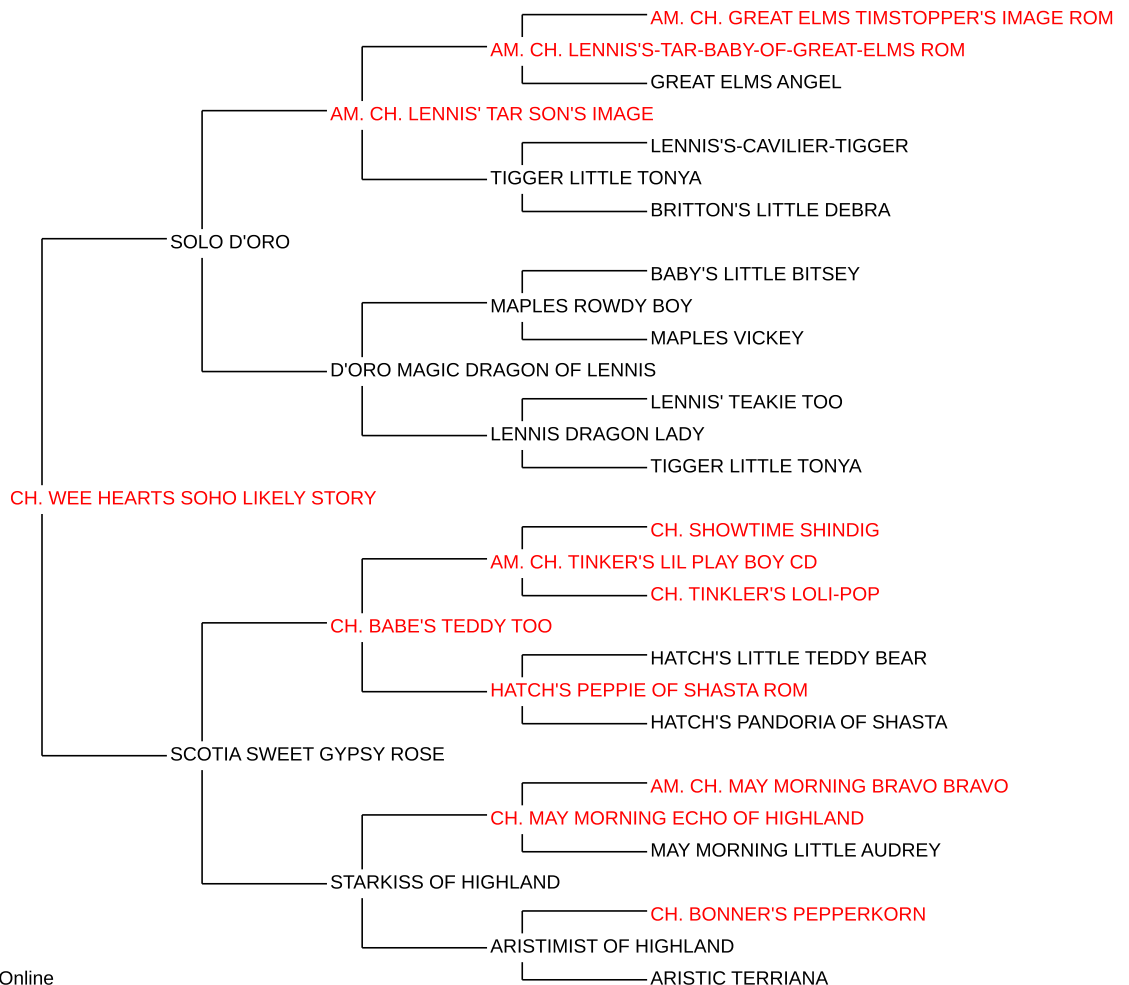 AM. CH. GREAT ELMS TIMSTOPPER'S IMAGE ROM
AM. CH. LENNIS'S-TAR-BABY-OF-GREAT-ELMS ROM
GREAT ELMS ANGEL
AM. CH. LENNIS' TAR SON'S IMAGE
LENNIS'S-CAVILIER-TIGGER
TIGGER LITTLE TONYA
BRITTON'S LITTLE DEBRA
SOLO D'ORO
BABY'S LITTLE BITSEY
MAPLES ROWDY BOY
MAPLES VICKEY
D'ORO MAGIC DRAGON OF LENNIS
LENNIS' TEAKIE TOO
LENNIS DRAGON LADY
TIGGER LITTLE TONYA
CH. WEE HEARTS SOHO LIKELY STORY
CH. SHOWTIME SHINDIG
AM. CH. TINKER'S LIL PLAY BOY CD
CH. TINKLER'S LOLI-POP
CH. BABE'S TEDDY TOO
HATCH'S LITTLE TEDDY BEAR
HATCH'S PEPPIE OF SHASTA ROM
HATCH'S PANDORIA OF SHASTA
SCOTIA SWEET GYPSY ROSE
AM. CH. MAY MORNING BRAVO BRAVO
CH. MAY MORNING ECHO OF HIGHLAND
MAY MORNING LITTLE AUDREY
STARKISS OF HIGHLAND
CH. BONNER'S PEPPERKORN
ARISTIMIST OF HIGHLAND
ARISTIC TERRIANA
Online